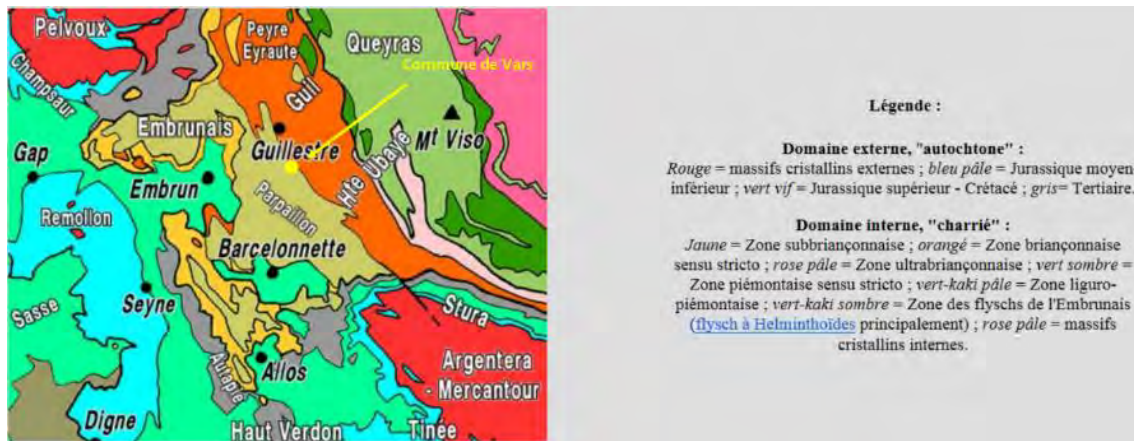 Pelvoux
Champsaur
Peyre
Eyraute
Queyras
Commune de Vars
Guil
Embrunais
Guillestre
Mt Viso
Hte Ubaye
Gap
Embrun
Parpaillon
Remollon
Barcelonnette
Seyne
Sasse
Stura
Autapie
Allos
Argentera
- Mercantour
Digne
Haut Verdon
Tinée
Légende :
Domaine externe, "autochtone" :
Rouge = massifs cristallins externes ; bleu pâle = Jurassique moyen
inférieur ; vert vif = Jurassique supérieur - Crétacé ; gris= Tertiaire.
Domaine interne, "charrié" :
Jaune = Zone subbriançonnaise ; orangé = Zone briançonnaise
sensu stricto ; rose pâle = Zone ultrabriançonnaise ; vert sombre =
Zone piémontaise sensu stricto ; vert-kaki pâle = Zone liguro-
piémontaise ; vert-kaki sombre = Zone des flyschs de l'Embrunais
(flysch à Helminthoïdes principalement) ; rose pâle = massifs
cristallins internes.